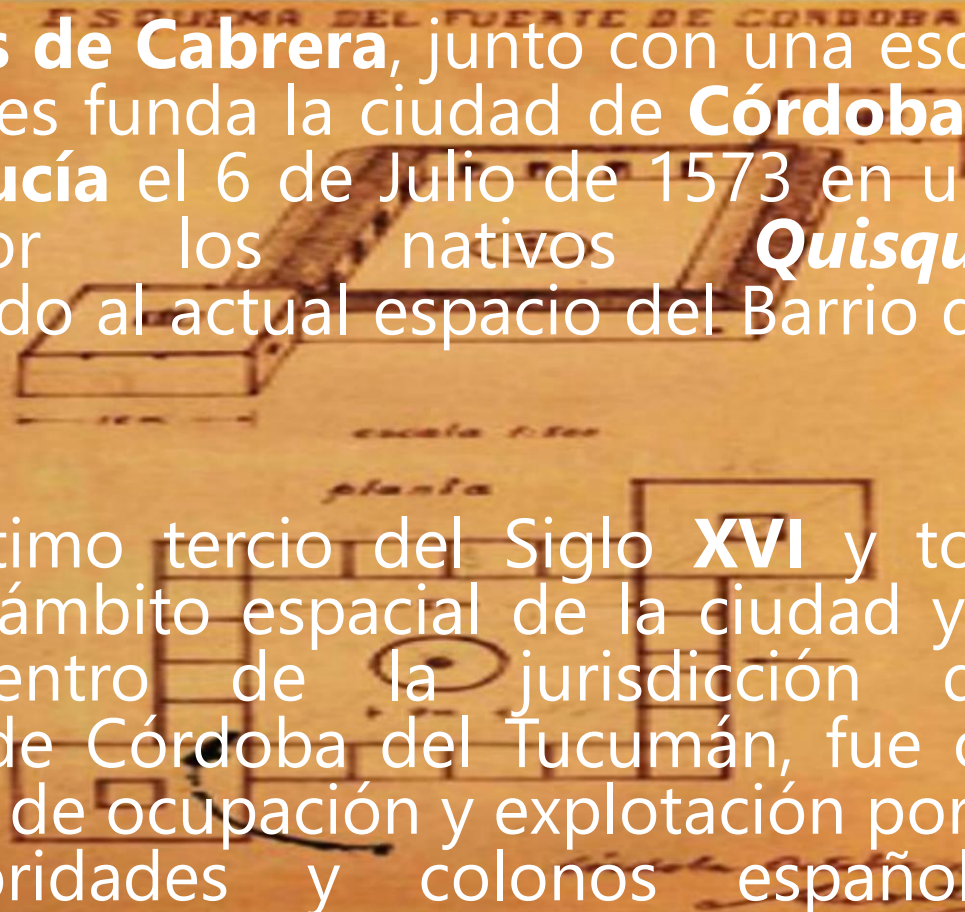 ESQUEMA DEL FUERTE DE CORDOBA
s de Cabrera, junto con una esc
es funda la ciudad de Córdoba
ucía el 6 de Julio de 1573 en u
or los nativos Quisqu
do al actual espacio del Barrio d
escala 1:500
planta
timo tercio del Siglo XVI y to
ámbito espacial de la ciudad y
entro de la jurisdicción d
de Córdoba del Tucumán, fue o
de ocupación y explotación por
oridades y colonos español